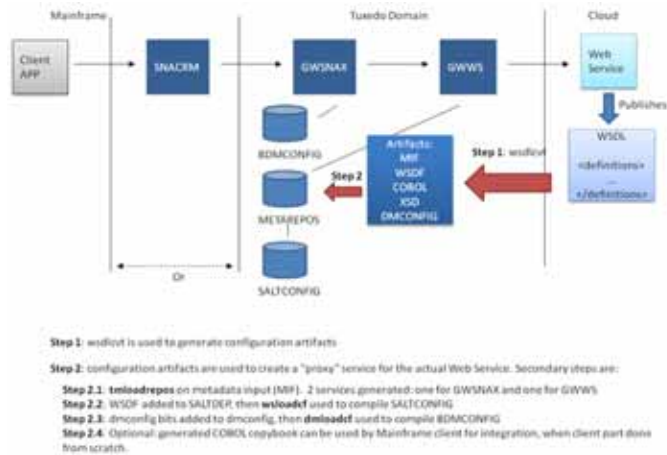 Mainframe
Tuxedo Domain
Cloud
Client
APP
SNACRM
GWSNAX
GWWS
Web
Service
Publishes
BDMCONFIG
Artifacts:
MIF
WSDF
COBOL
XSD
DMCONFIG
Step 1: wsdlcvt
WSDL
<definitions>
...
</definitions>
Step 2
METAREPOS
Or
SALTCONFIG
Step 1: wsdlcvt is used to generate configuration artifacts
Step 2: configuration artifacts are used to create a "proxy" service for the actual Web Service. Secondary steps are:
Step 2.1: tmloadrepos on metadata input (MIF). 2 services generated: one for GWSNAX and one for GWWS
Step 2.2: WSDF added to SALTDEP, then wsloadcf used to compile SALTCONFIG
Step 2.3: dmconfig bits added to dmconfig, then dmloadcf used to compile BDMCONFIG
Step 2.4: Optional: generated COBOL copybook can be used by Mainframe client for integration, when client part done
from scratch.